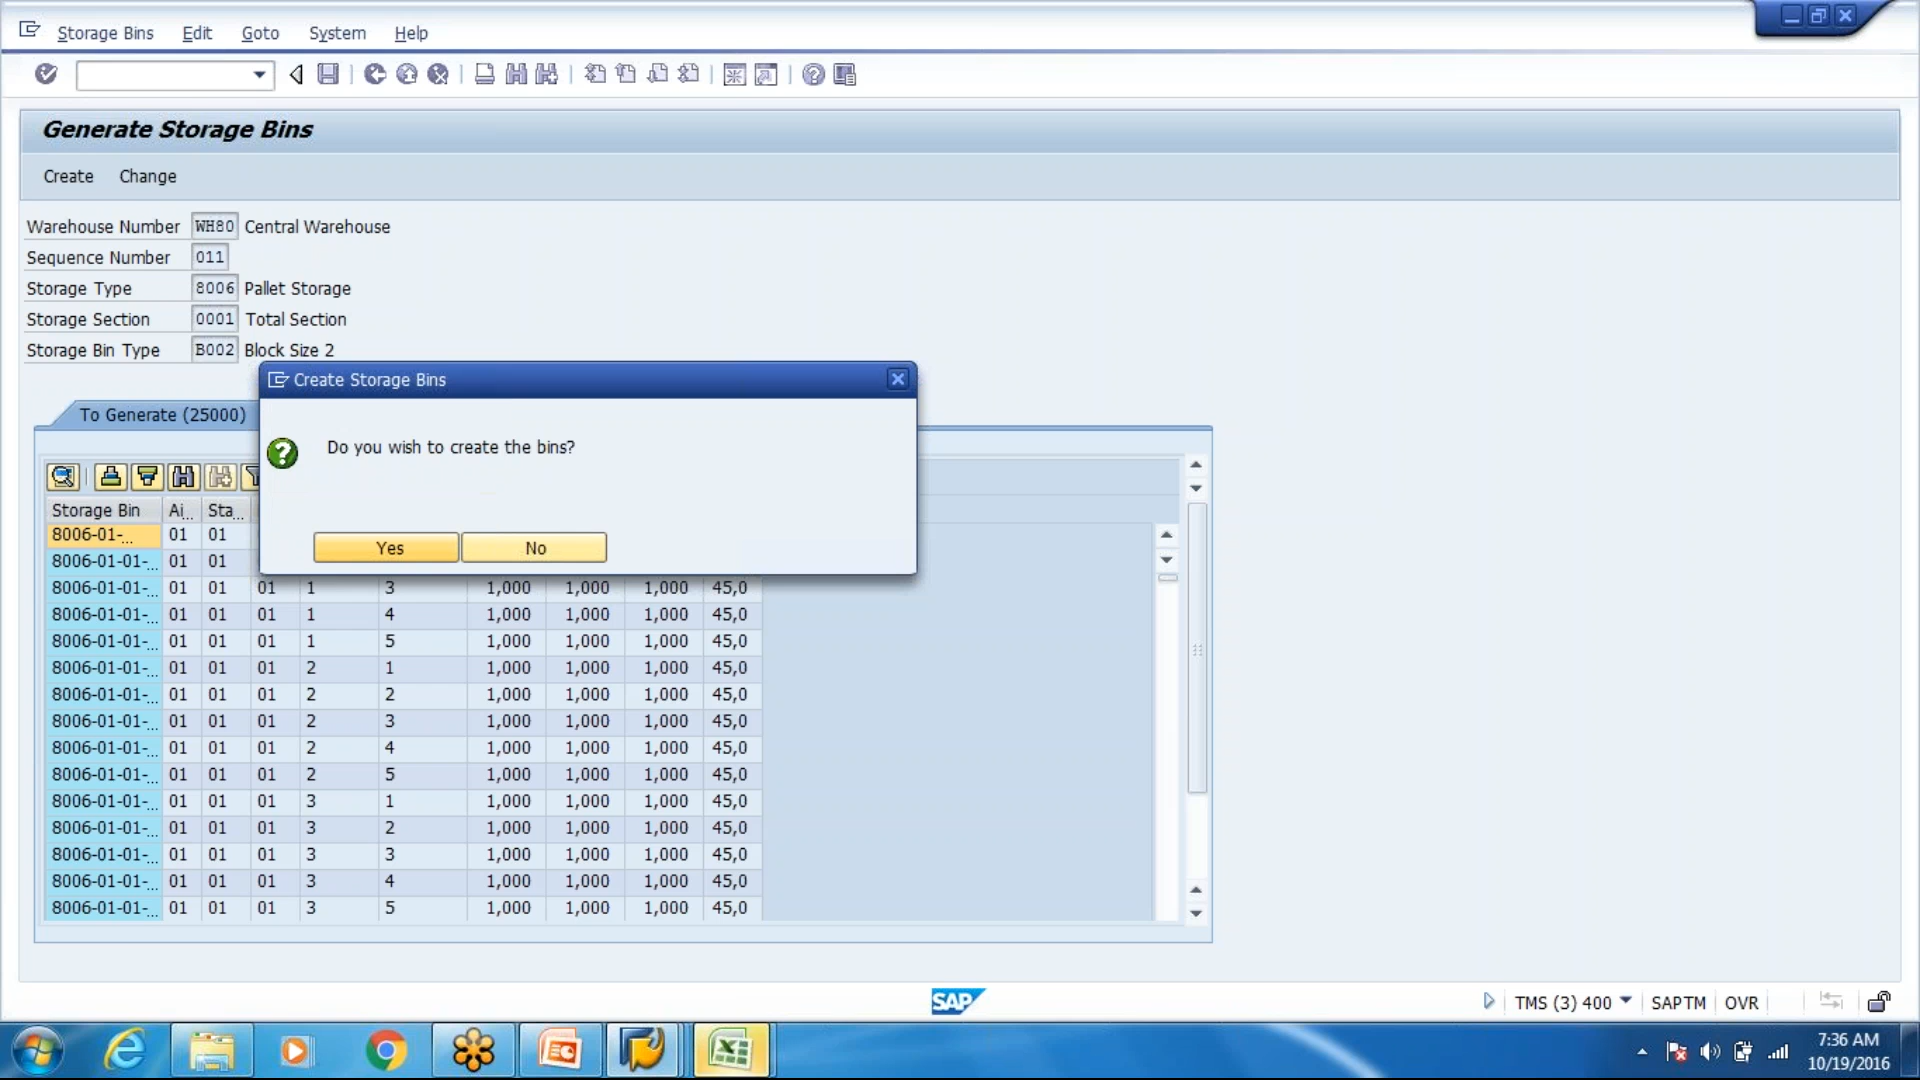 Storage Bins Edit Goto System Help
Generate Storage Bins
Create Change
Warehouse Number WH80 Central Warehouse
Sequence Number 011
Storage Type 8006 Pallet Storage
Storage Section 0001 Total Section
Storage Bin Type B002 Block Size 2
Create Storage Bins
To Generate (25000)
Do you wish to create the bins?
Yes No
Storage Bin Ai... Sta...
8006-01-... 01 01
8006-01-01-... 01 01
8006-01-01-... 01 01 01 1 3 1,000 1,000 1,000 45,0
8006-01-01-... 01 01 01 1 4 1,000 1,000 1,000 45,0
8006-01-01-... 01 01 01 1 5 1,000 1,000 1,000 45,0
8006-01-01-... 01 01 01 2 1 1,000 1,000 1,000 45,0
8006-01-01-... 01 01 01 2 2 1,000 1,000 1,000 45,0
8006-01-01-... 01 01 01 2 3 1,000 1,000 1,000 45,0
8006-01-01-... 01 01 01 2 4 1,000 1,000 1,000 45,0
8006-01-01-... 01 01 01 2 5 1,000 1,000 1,000 45,0
8006-01-01-... 01 01 01 3 1 1,000 1,000 1,000 45,0
8006-01-01-... 01 01 01 3 2 1,000 1,000 1,000 45,0
8006-01-01-... 01 01 01 3 3 1,000 1,000 1,000 45,0
8006-01-01-... 01 01 01 3 4 1,000 1,000 1,000 45,0
8006-01-01-... 01 01 01 3 5 1,000 1,000 1,000 45,0
SAP
TMS (3) 400 SAPTM OVR
7:36 AM
10/19/2016